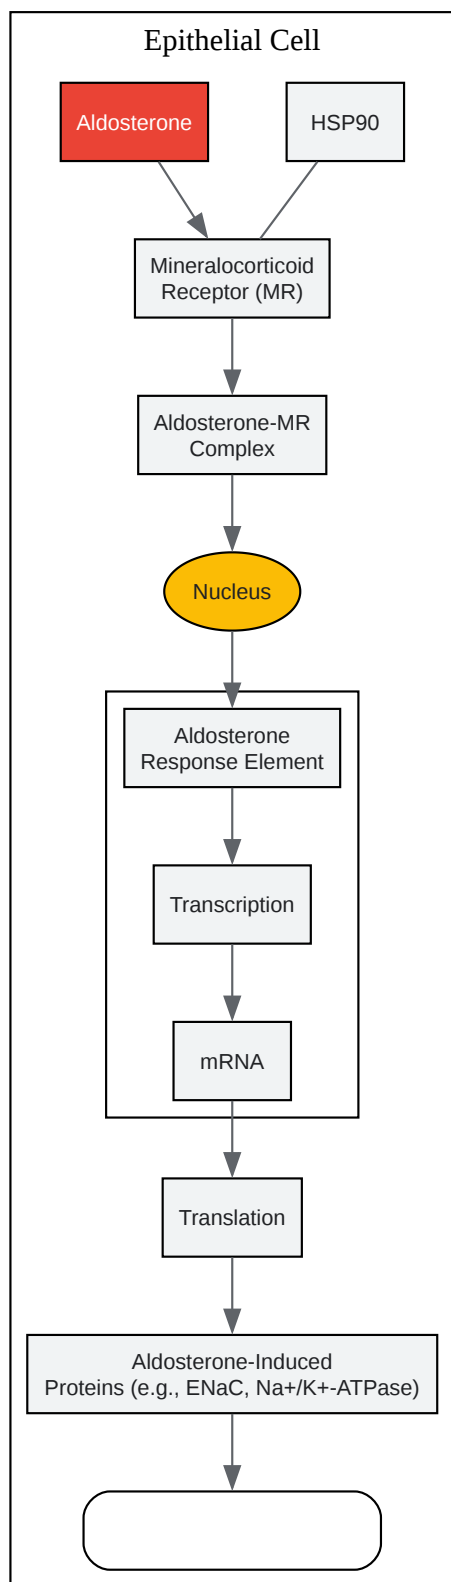 Epithelial Cell
Aldosterone
HSP90
Mineralocorticoid
Receptor (MR)
Aldosterone-MR
Complex
Nucleus
Aldosterone
Response Element
Transcription
mRNA
Translation
Aldosterone-Induced
Proteins (e.g., ENaC, Na+/K+-ATPase)